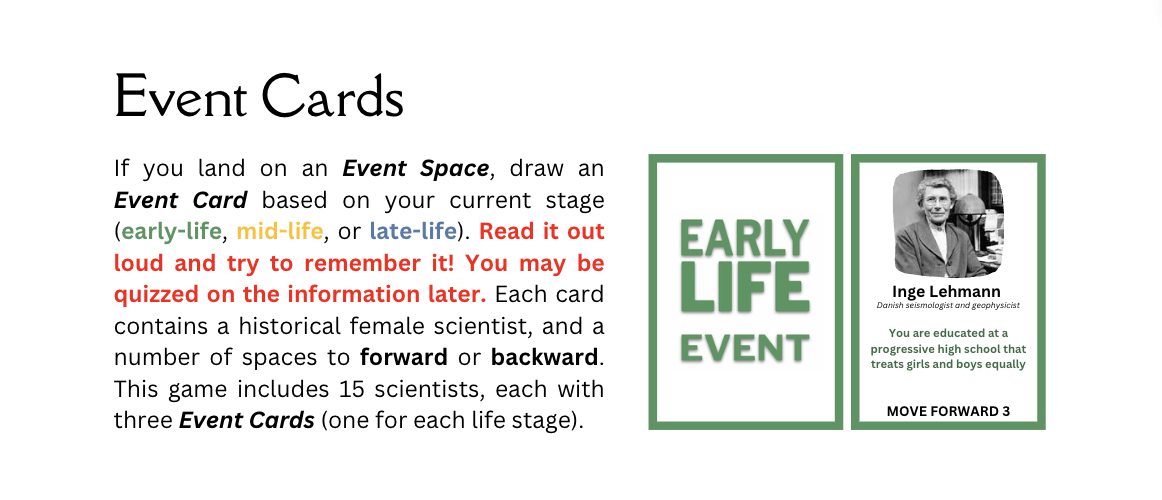 Event Cards
If you land on an Event Space, draw an
Event Card based on your current stage
(early-life, mid-life, or late-life). Read it out
loud and try to remember it! You may be
quizzed on the information later. Each card
contains a historical female scientist, and a
number of spaces to forward or backward.
This game includes 15 scientists, each with
three Event Cards (one for each life stage).
EARLY
LIFE
EVENT
Inge Lehmann
Danish seismologist and geophysicist
You are educated at a
progressive high school that
treats girls and boys equally
MOVE FORWARD 3